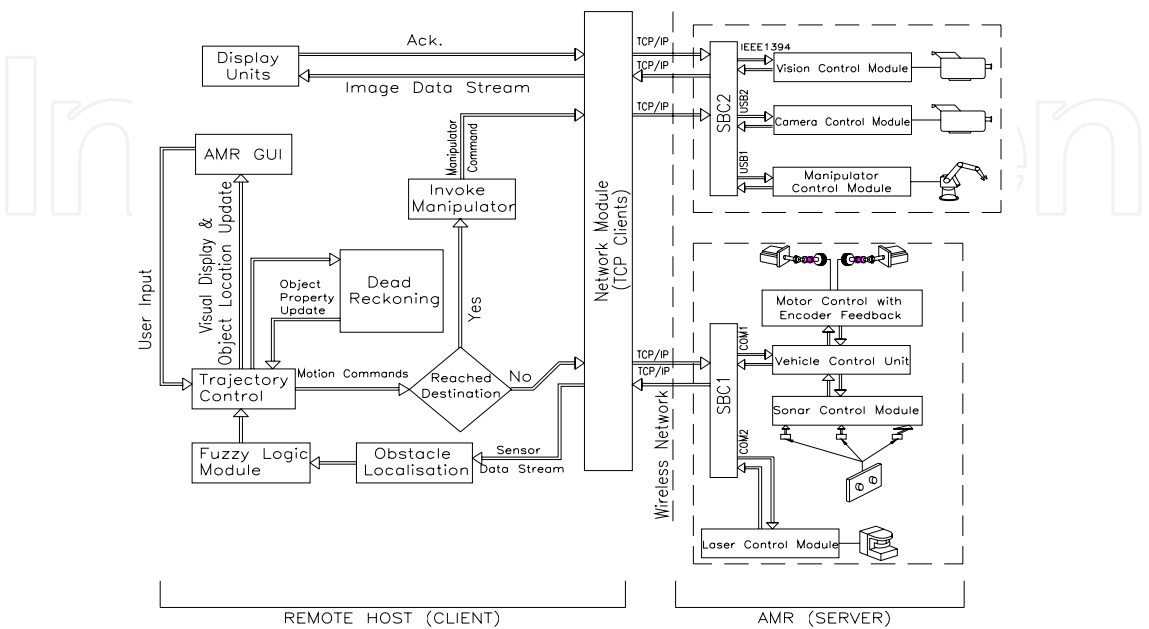 Ack.
Display
Units
Image Data Stream
TCP/IP
TCP/IP
TCP/IP
SBC2
IEEE1394
Vision Control Module
USB2
Camera Control Module
USB1
Manipulator
Control Module
AMR GUI
Manipulator
Command
Invoke
Manipulator
Network Module
(TCP Clients)
User Input
Visual Display &
Object Location Update
Object
Property
Update
Dead
Reckoning
Yes
Trajectory
Control
Motion Commands
Reached
Destination
No
Fuzzy Logic
Module
Obstacle
Localisation
Sensor
Data Stream
TCP/IP
TCP/IP
Wireless Network
SBC1
COM1
COM2
Motor Control with
Encoder Feedback
Vehicle Control Unit
Sonar Control Module
Laser Control Module
REMOTE HOST (CLIENT)
AMR (SERVER)